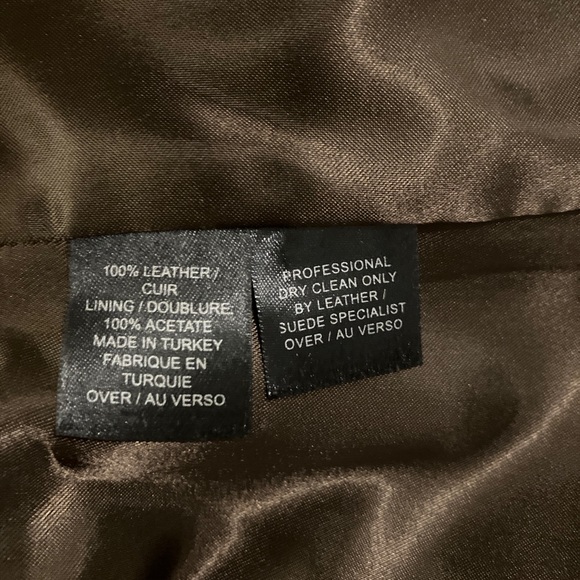 100% LEATHER /
CUIR
LINING / DOUBLURE:
100% ACETATE
MADE IN TURKEY
FABRIQUE EN
TURQUIE
OVER / AU VERSO
PROFESSIONAL
DRY CLEAN ONLY
BY LEATHER /
SUEDE SPECIALIST
OVER / AU VERSO